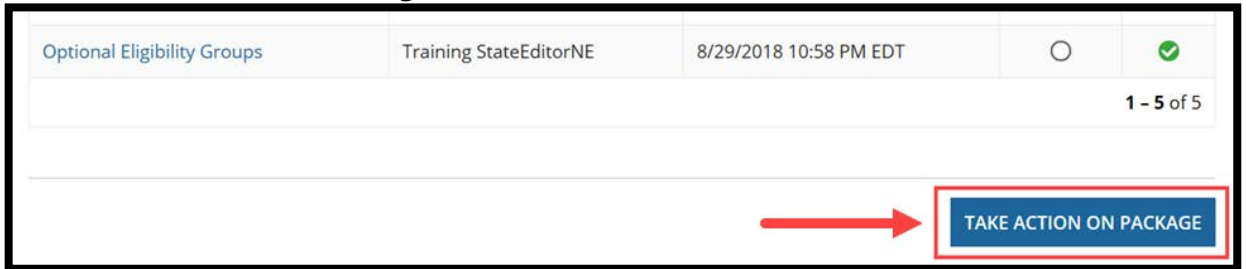 Optional Eligibility Groups Training StateEditorNE 8/29/2018 10:58 PM EDT
1 – 5 of 5
TAKE ACTION ON PACKAGE